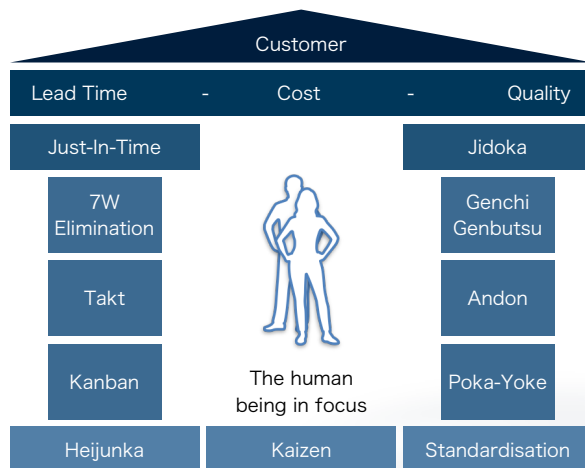 Customer
Lead Time - Cost - Quality
Just-In-Time
Jidoka
7W
Elimination
Genchi
Genbutsu
Takt
Andon
Kanban
The human
being in focus
Poka-Yoke
Heijunka
Kaizen
Standardisation